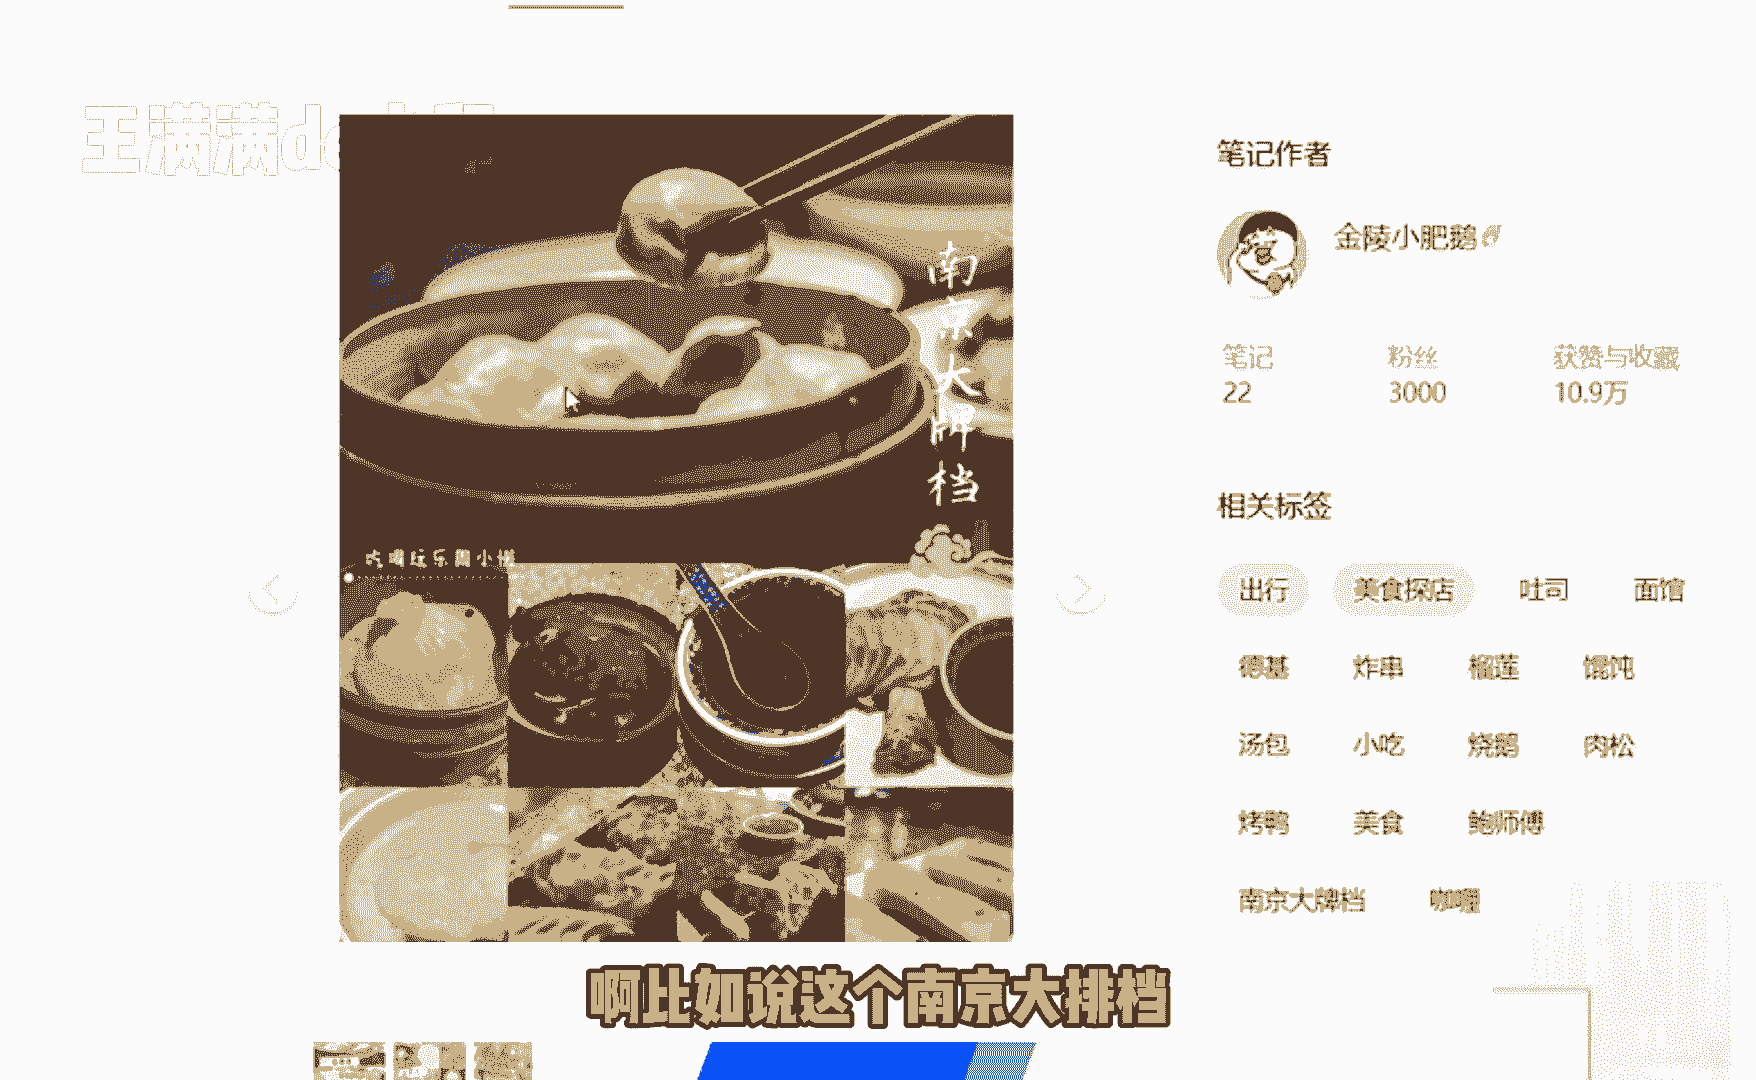 王满满de
笔记作者
金陵小肥鹅
南京大牌档
笔记 粉丝 获赞与收藏
22 3000 10.9万
相关标签
吃喝玩乐
出行 美食探店 吐司 面馆
德基 炸串 榴莲 馄饨
汤包 小吃 烧鹅 肉松
烤鸭 美食 鲍师傅
南京大牌档 咖喱
啊比如说这个南京大排档